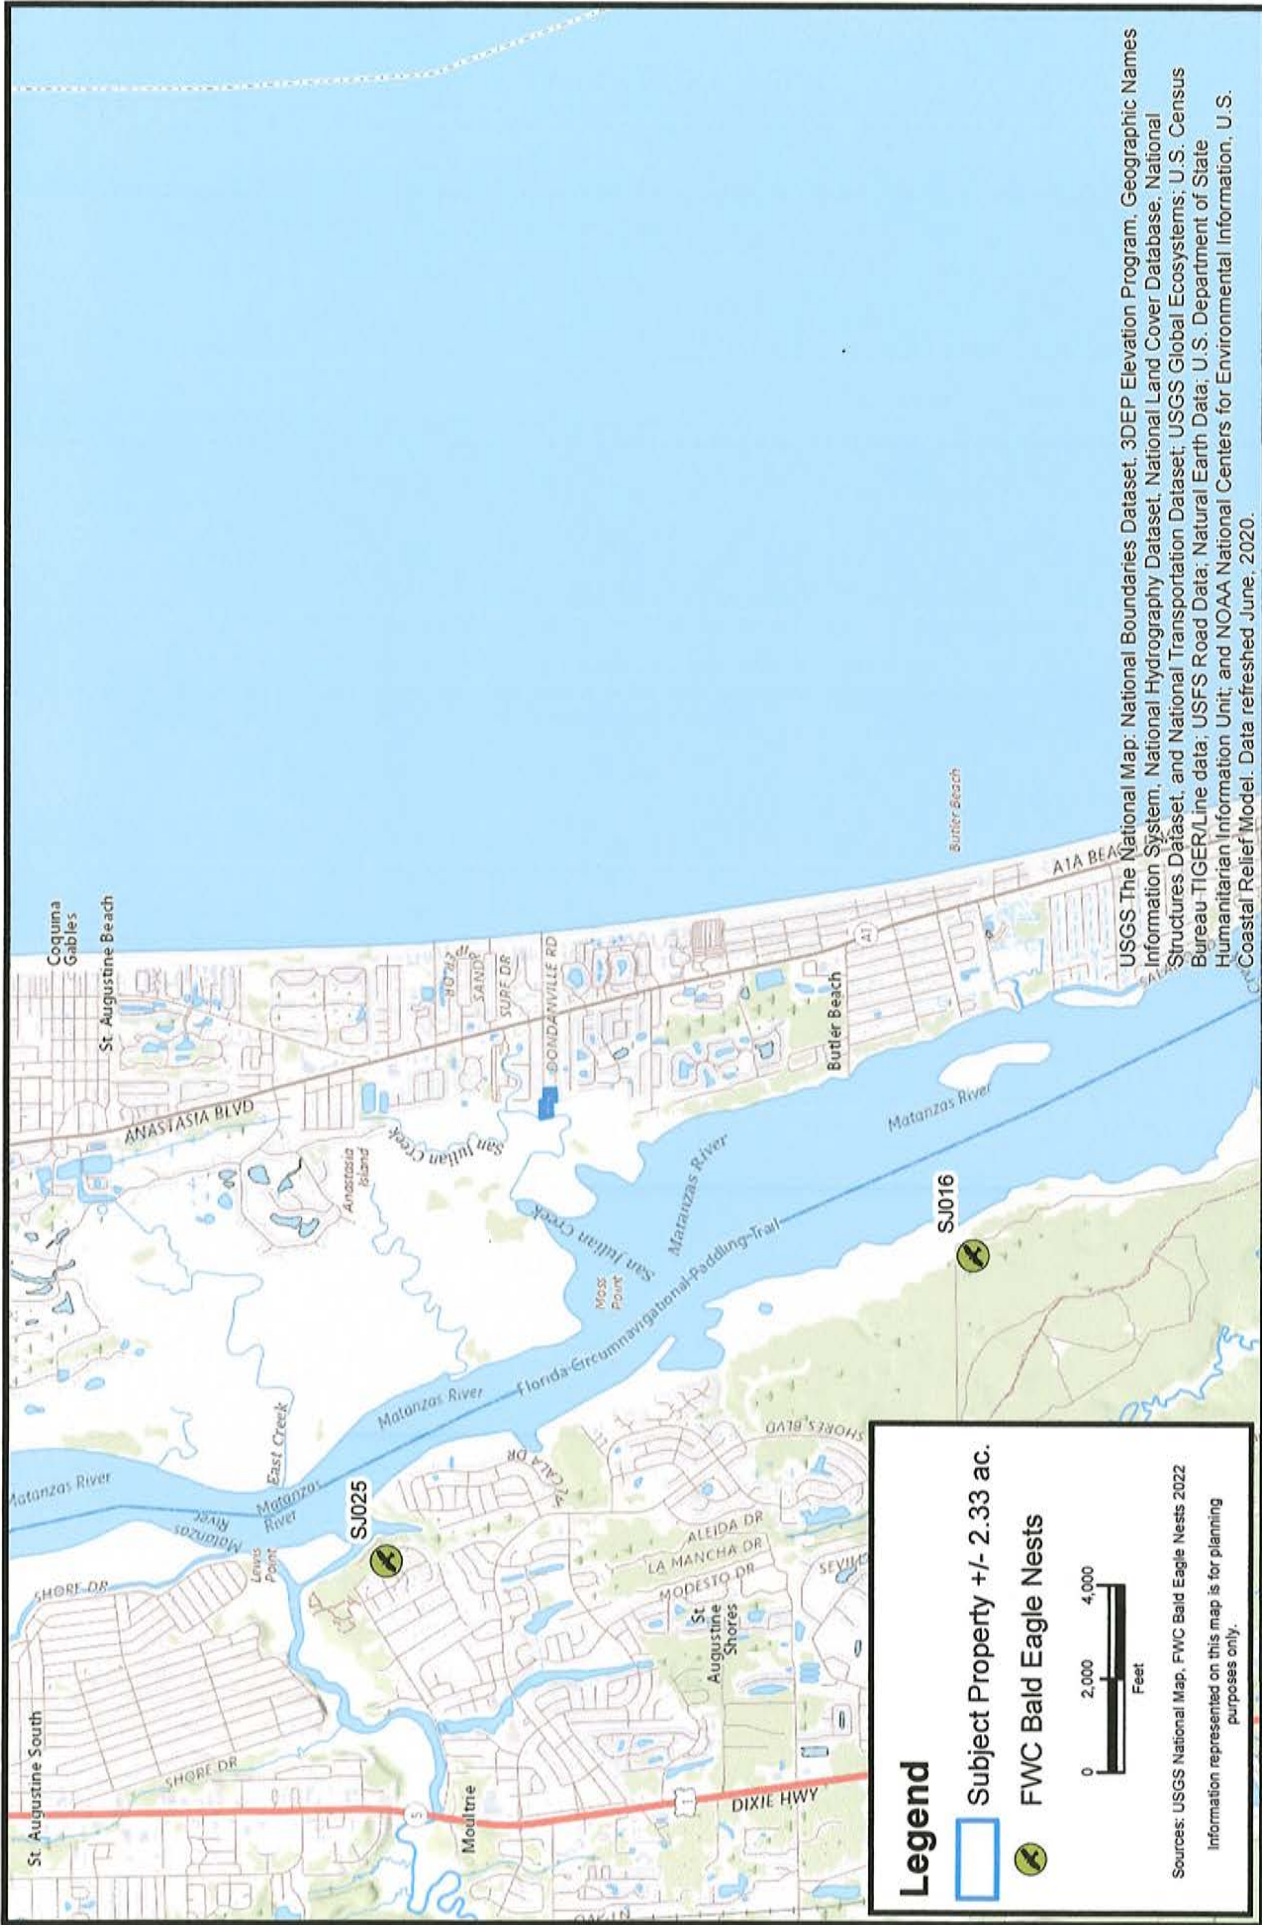 Coquina
Gables
St. Augustine Beach
St. Augustine South
SHORE DR
SHORE DR
Matanzas River
Matanzas
River
Matanzas
River
East Creek
Lewis
Point
ANASTASIA BLVD
Anastasia
Island
San Julian Creek
SURF DR
DONDANVILLE RD
SJ025
Matanzas River
San Julian Creek
San Julian Creek
Moss
Point
Matanzas River
Florida-Circumnavigational-Paddling-Trail
Moultrie
5
1
DIXIE HWY
St
Augustine
Shores
ALEIDA DR
LA MANCHA DR
MODESTO DR
SHORES BLVD
Butler Beach
Butler Beach
A1A BEAC
Matanzas River
SJ016
USGS The National Map: National Boundaries Dataset, 3DEP Elevation Program, Geographic Names
Information System, National Hydrography Dataset, National Land Cover Database, National
Structures Dataset, and National Transportation Dataset; USGS Global Ecosystems; U.S. Census
Bureau TIGER/Line data; USFS Road Data; Natural Earth Data; U.S. Department of State
Humanitarian Information Unit; and NOAA National Centers for Environmental Information, U.S.
Coastal Relief Model. Data refreshed June, 2020.
Legend
Subject Property +/- 2.33 ac.
FWC Bald Eagle Nests
0 2,000 4,000
Feet
Sources: USGS National Map, FWC Bald Eagle Nests 2022
Information represented on this map is for planning
purposes only.